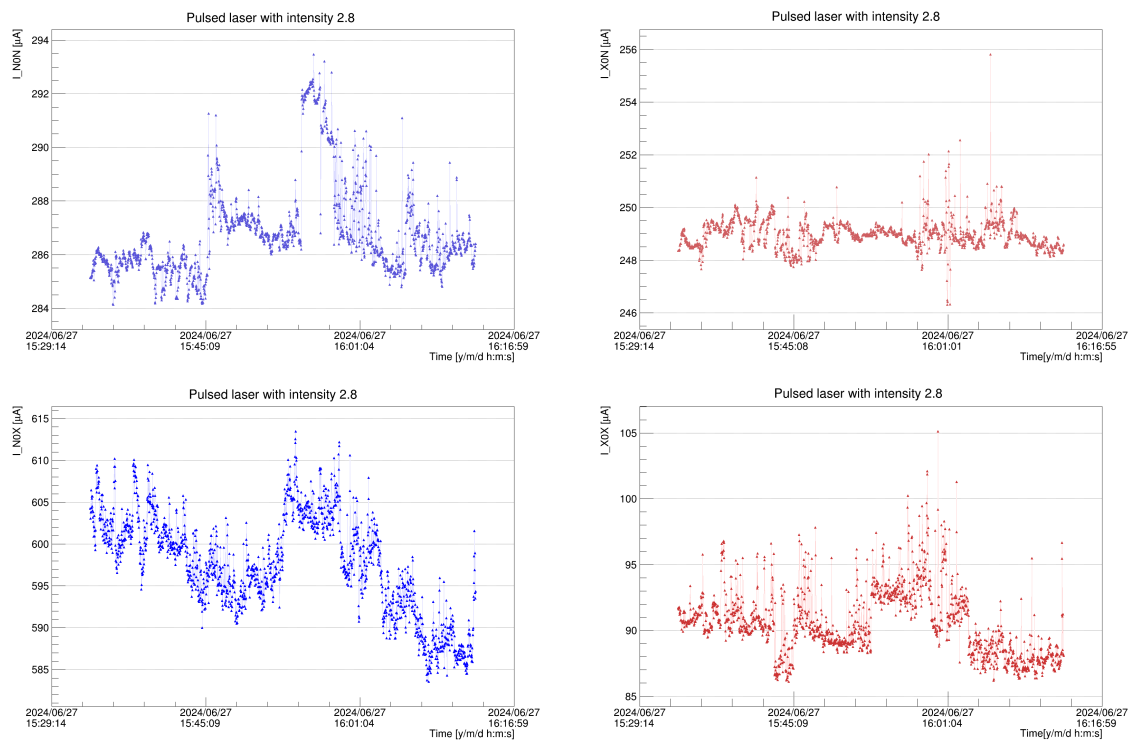 Pulsed laser with intensity 2.8
I_N0N [μA]
294
292
290
288
286
284
2024/06/27 2024/06/27 2024/06/27 2024/06/27
15:29:14 15:45:09 16:01:04 16:16:59
Time [y/m/d h:m:s]
Pulsed laser with intensity 2.8
I_X0N [μA]
256
254
252
250
248
246
2024/06/27 2024/06/27 2024/06/27 2024/06/27
15:29:14 15:45:08 16:01:01 16:16:55
Time[y/m/d h:m:s]
Pulsed laser with intensity 2.8
I_N0X [μA]
615
610
605
600
595
590
585
2024/06/27 2024/06/27 2024/06/27 2024/06/27
15:29:14 15:45:09 16:01:04 16:16:59
Time [y/m/d h:m:s]
Pulsed laser with intensity 2.8
I_X0X [μA]
105
100
95
90
85
2024/06/27 2024/06/27 2024/06/27 2024/06/27
15:29:14 15:45:09 16:01:04 16:16:59
Time [y/m/d h:m:s]